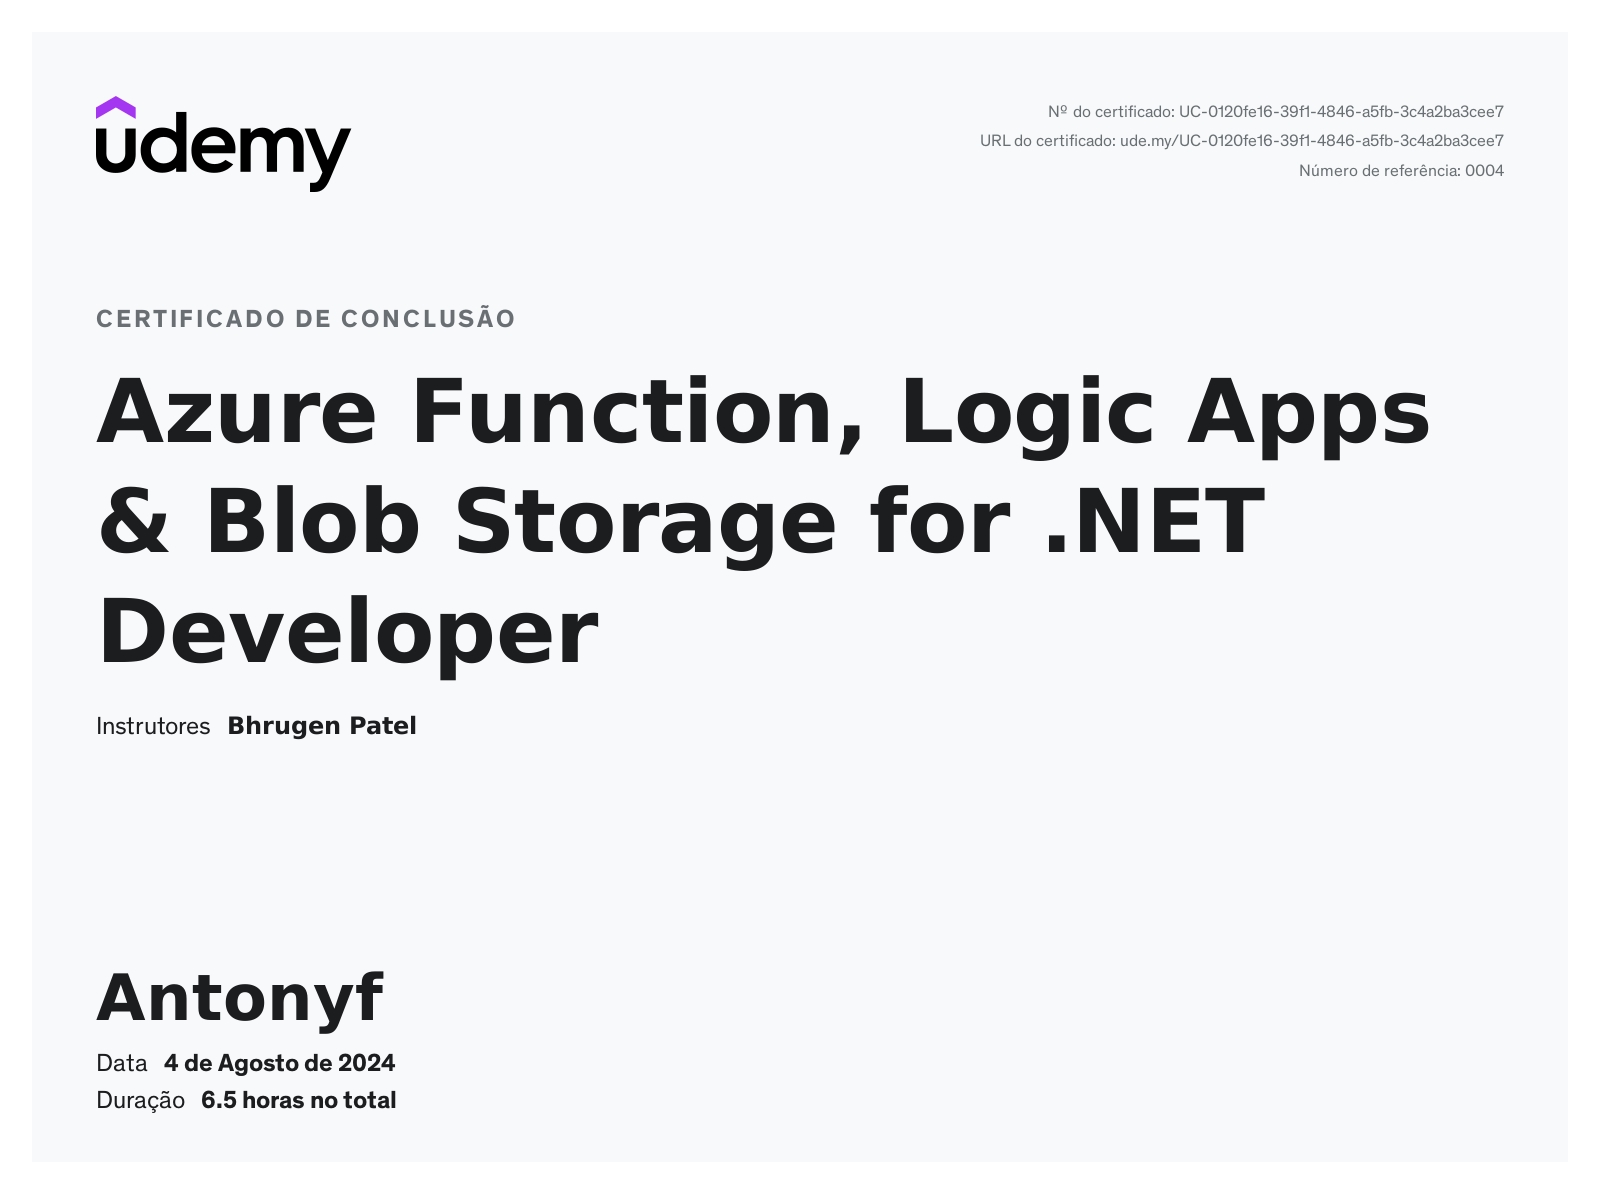 udemy
Nº do certificado: UC-0120fe16-39f1-4846-a5fb-3c4a2ba3cee7
URL do certificado: ude.my/UC-0120fe16-39f1-4846-a5fb-3c4a2ba3cee7
Número de referência: 0004
CERTIFICADO DE CONCLUSÃO
Azure Function, Logic Apps
& Blob Storage for .NET
Developer
Instrutores Bhrugen Patel
Antonyf
Data 4 de Agosto de 2024
Duração 6.5 horas no total